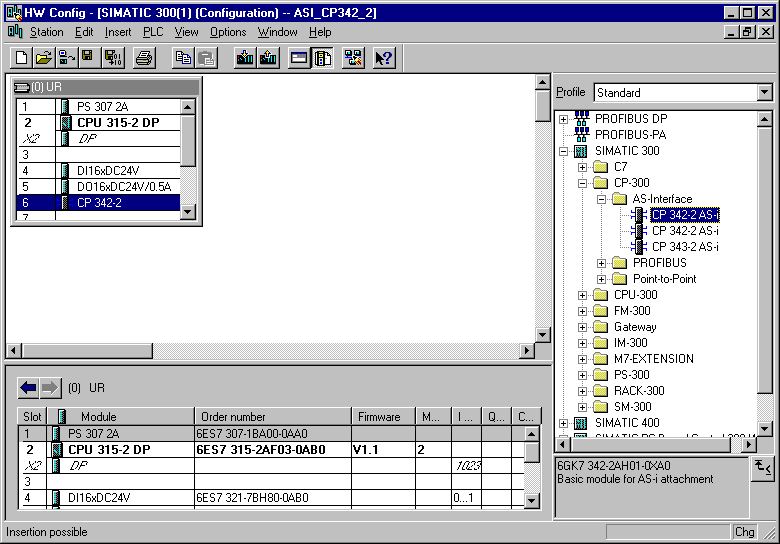 HW Config - [SIMATIC 300(1) (Configuration) -- ASI_CP342_2]
Station Edit Insert PLC View Options Window Help
(0) UR
1 PS 307 2A
2 CPU 315-2 DP
X2 DP
3
4 DI16xDC24V
5 DO16xDC24V/0.5A
6 CP 342-2
7
Profile Standard
PROFIBUS DP
PROFIBUS-PA
SIMATIC 300
C7
CP-300
AS-Interface
CP 342-2 AS-i
CP 342-2 AS-i
CP 343-2 AS-i
PROFIBUS
Point-to-Point
CPU-300
FM-300
Gateway
IM-300
M7-EXTENSION
PS-300
RACK-300
SM-300
SIMATIC 400
(0) UR
Slot Module Order number Firmware M... I ... Q... C...
1 PS 307 2A 6ES7 307-1BA00-0AA0
2 CPU 315-2 DP 6ES7 315-2AF03-0AB0 V1.1 2
X2 DP 1023
3
4 DI16xDC24V 6ES7 321-7BH80-0AB0 0...1
6GK7 342-2AH01-0XA0
Basic module for AS-i attachment
Insertion possible
Chg